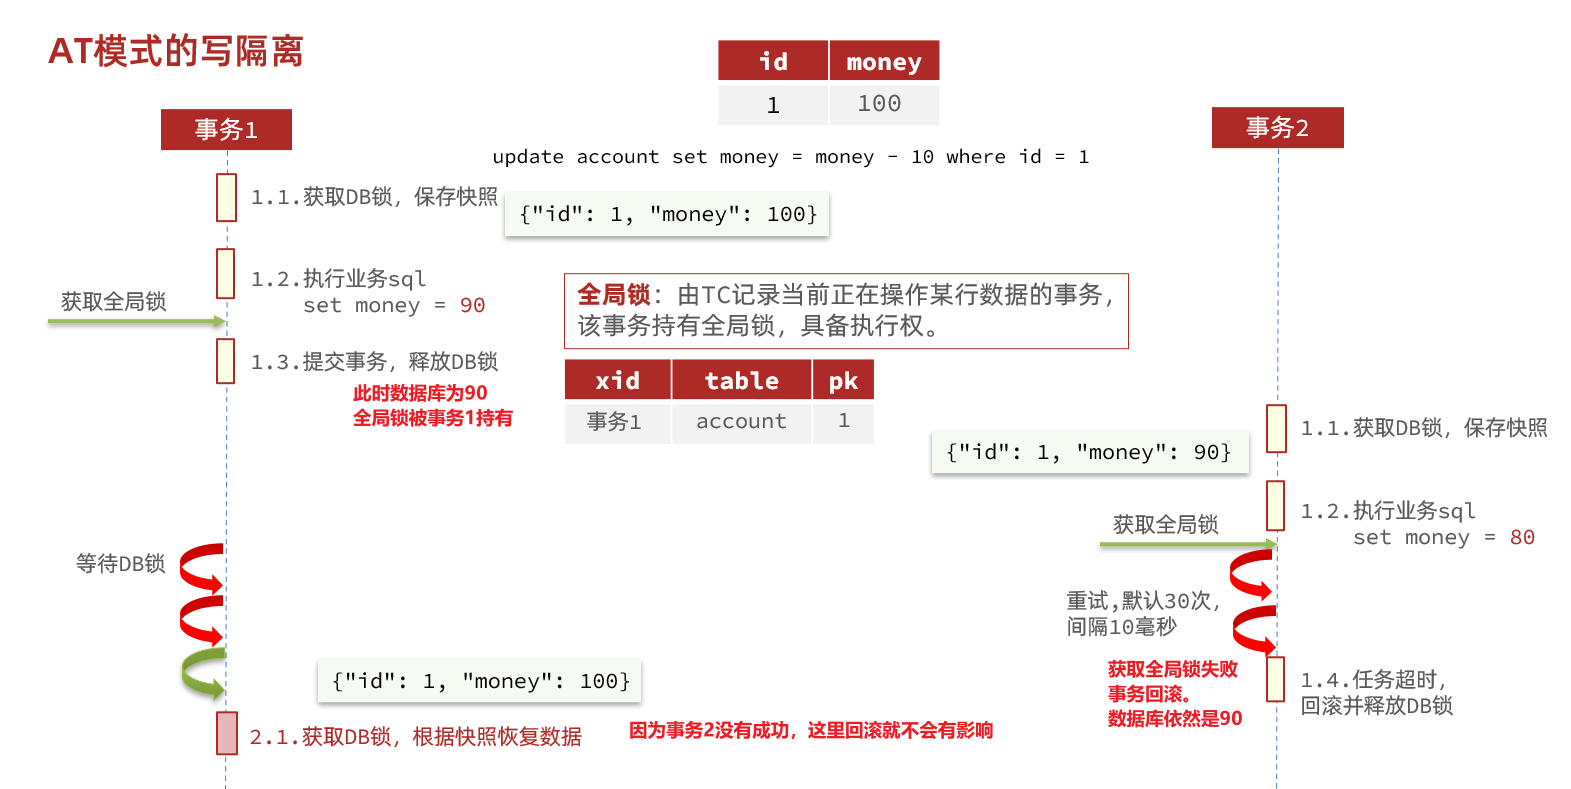 AT模式的写隔离
id money
1 100
事务1
事务2
update account set money = money - 10 where id = 1
1.1.获取DB锁，保存快照
{"id": 1, "money": 100}
1.2.执行业务sql
set money = 90
获取全局锁
全局锁：由TC记录当前正在操作某行数据的事务，
该事务持有全局锁，具备执行权。
1.3.提交事务，释放DB锁
此时数据库为90
全局锁被事务1持有
xid table pk
事务1 account 1
1.1.获取DB锁，保存快照
{"id": 1, "money": 90}
1.2.执行业务sql
set money = 80
获取全局锁
等待DB锁
重试,默认30次，
间隔10毫秒
获取全局锁失败
事务回滚。
数据库依然是90
1.4.任务超时，
回滚并释放DB锁
{"id": 1, "money": 100}
2.1.获取DB锁，根据快照恢复数据
因为事务2没有成功，这里回滚就不会有影响